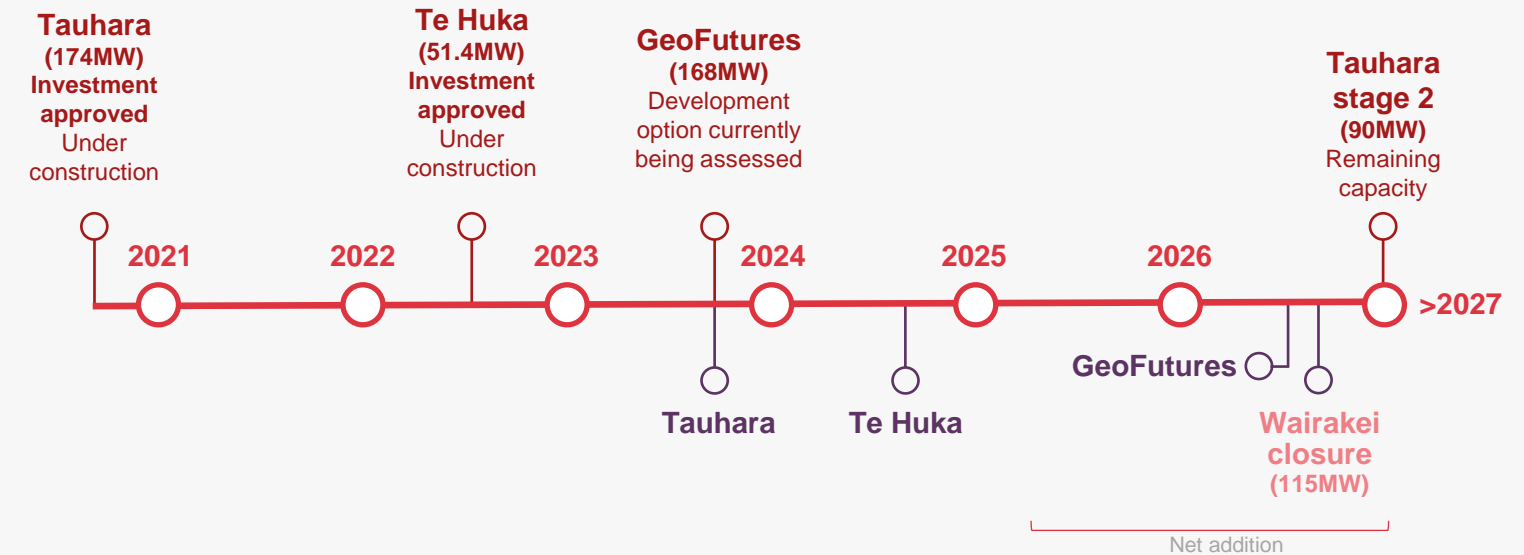 Tauhara
(174MW)
Investment
approved
Under
construction
Te Huka
(51.4MW)
Investment
approved
Under
construction
GeoFutures
(168MW)
Development
option currently
being assessed
Tauhara
stage 2
(90MW)
Remaining
capacity
2021
2022
2023
2024
2025
2026
>2027
Tauhara
Te Huka
GeoFutures
Wairakei
closure
(115MW)
Net addition